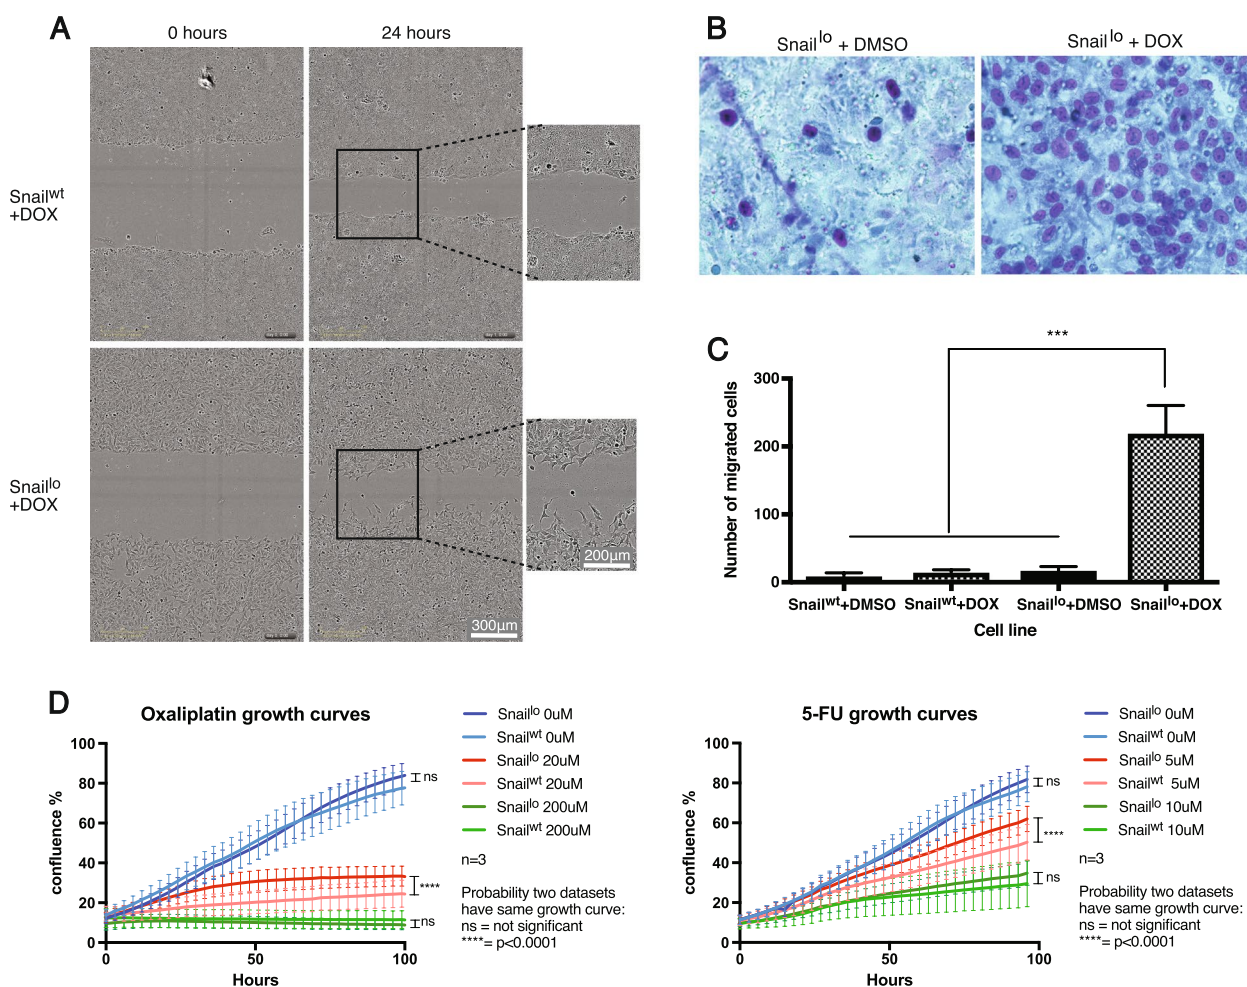 A
0 hours
24 hours
Snailwt
+DOX
Snaillo
+DOX
200µm
300µm
B
Snaillo + DMSO
Snaillo + DOX
C
***
Number of migrated cells
300
200
100
0
Snailwt+DMSO
Snailwt+DOX
Snaillo+DMSO
Snaillo+DOX
Cell line
D
Oxaliplatin growth curves
confluence %
100
80
60
40
20
0
0
50
100
Hours
ns
****
ns
Snaillo 0uM
Snailwt 0uM
Snaillo 20uM
Snailwt 20uM
Snaillo 200uM
Snailwt 200uM
n=3
Probability two datasets
have same growth curve:
ns = not significant
****= p<0.0001
5-FU growth curves
confluence %
100
80
60
40
20
0
0
50
100
Hours
ns
****
ns
Snaillo 0uM
Snailwt 0uM
Snaillo 5uM
Snailwt 5uM
Snaillo 10uM
Snailwt 10uM
n=3
Probability two datasets
have same growth curve:
ns = not significant
****= p<0.0001